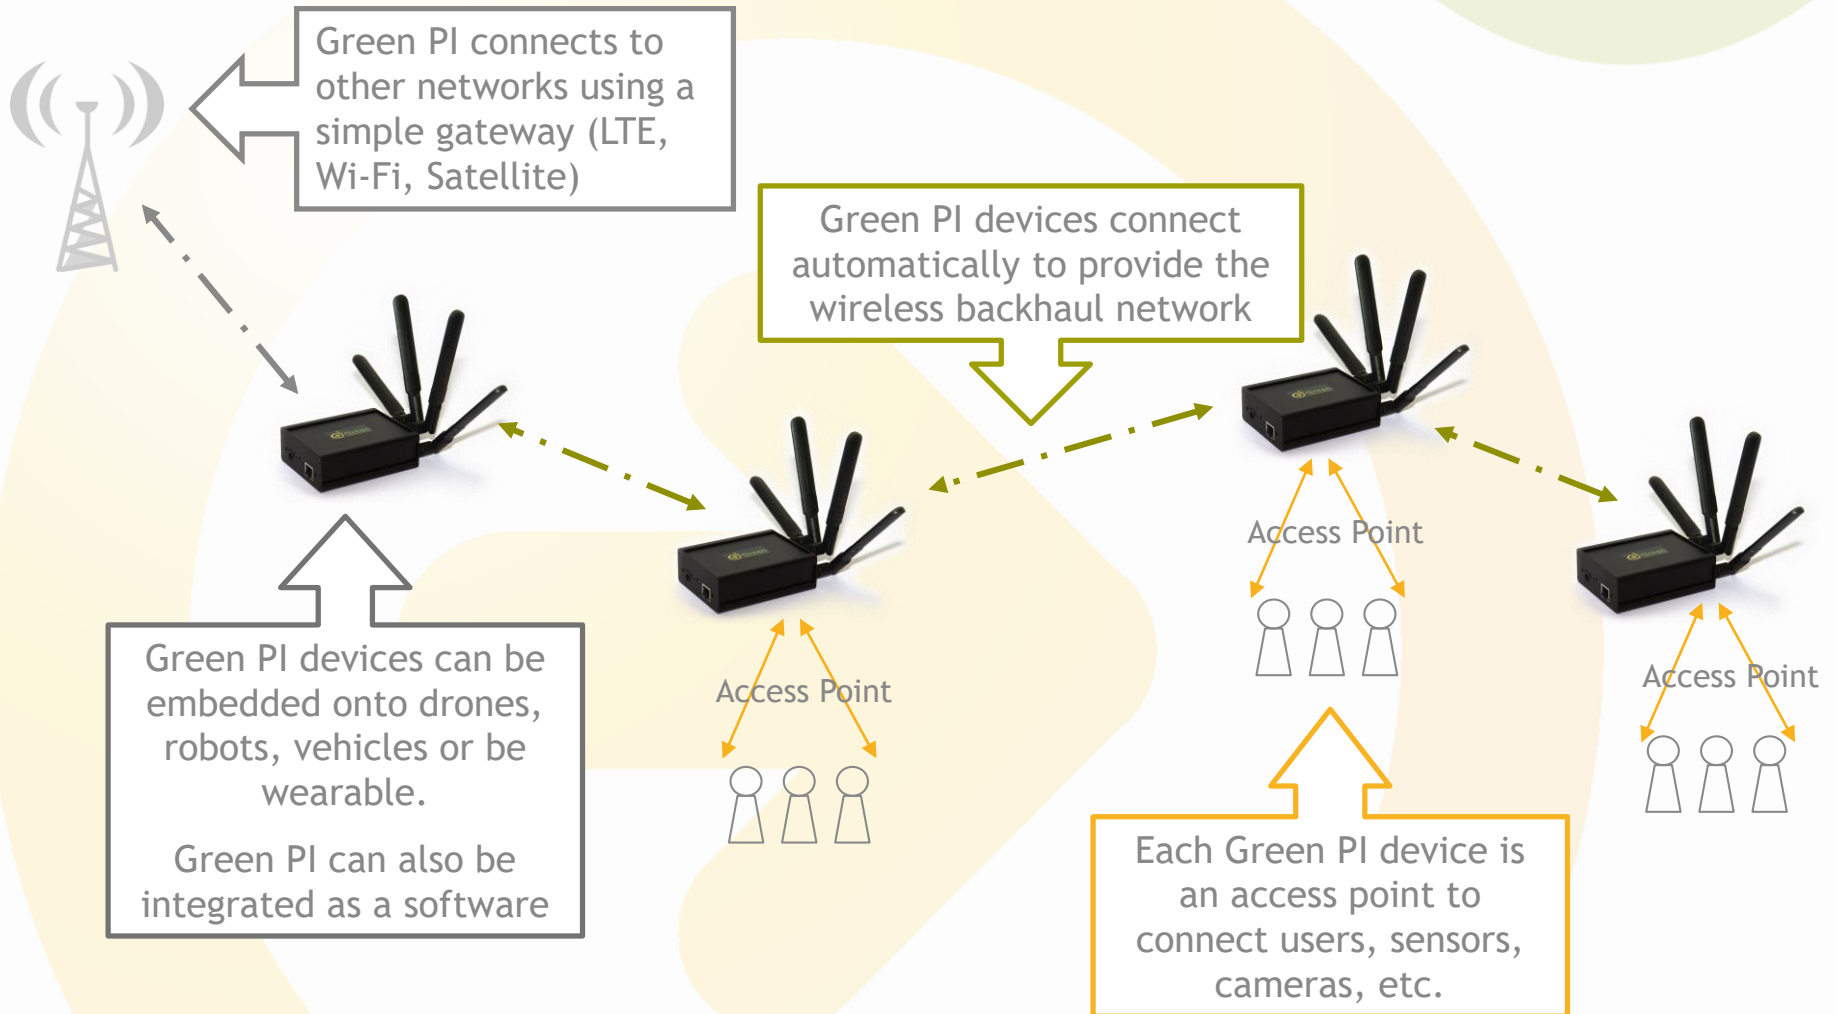 Green PI connects to
other networks using a
simple gateway (LTE,
Wi-Fi, Satellite)
Green PI devices connect
automatically to provide the
wireless backhaul network
Access Point
Access Point
Access Point
Green PI devices can be
embedded onto drones,
robots, vehicles or be
wearable.
Green PI can also be
integrated as a software
Each Green PI device is
an access point to
connect users, sensors,
cameras, etc.